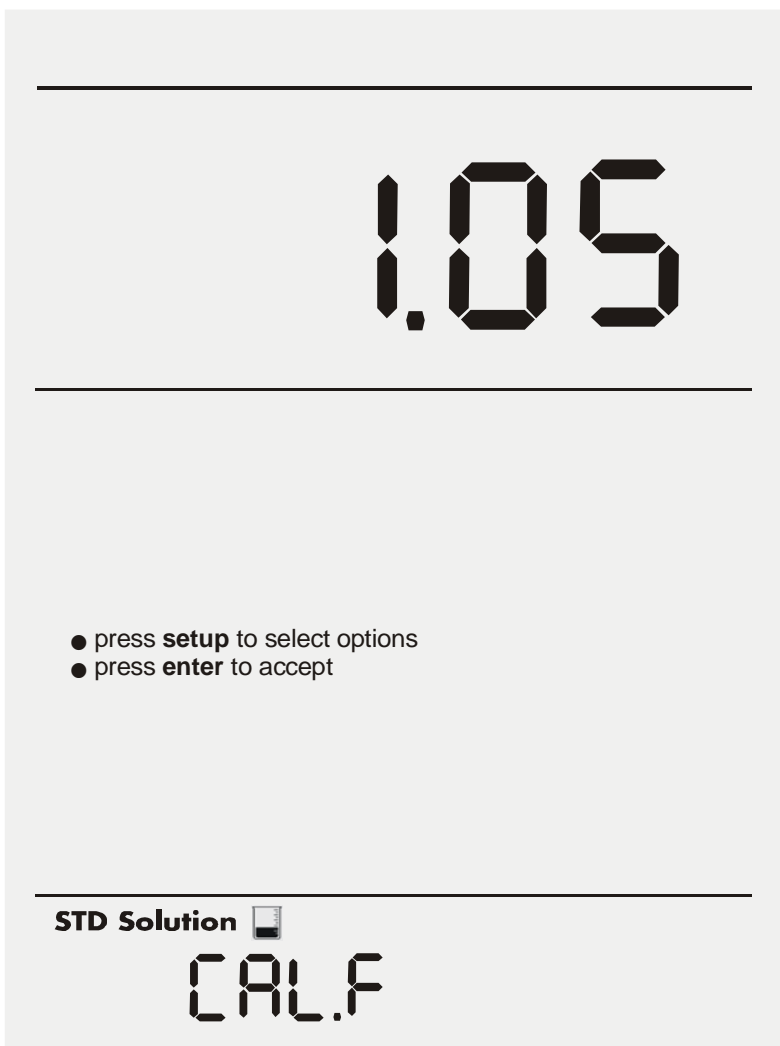 1.05
● press setup to select options
● press enter to accept
STD Solution
CAL.F